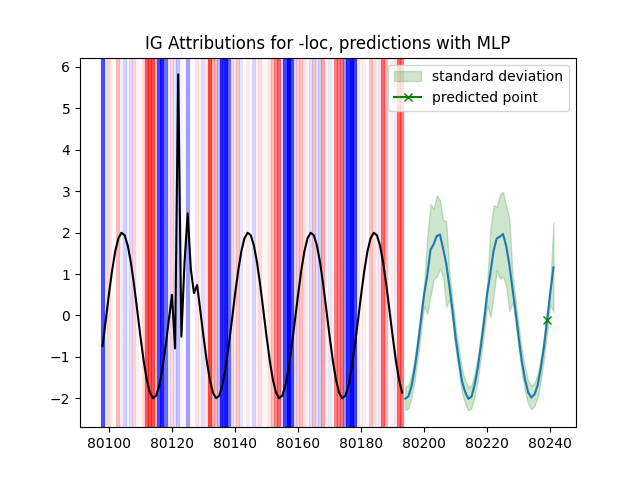 IG Attributions for -loc, predictions with MLP
standard deviation
predicted point
6
5
4
3
2
1
0
−1
−2
80100 80120 80140 80160 80180 80200 80220 80240